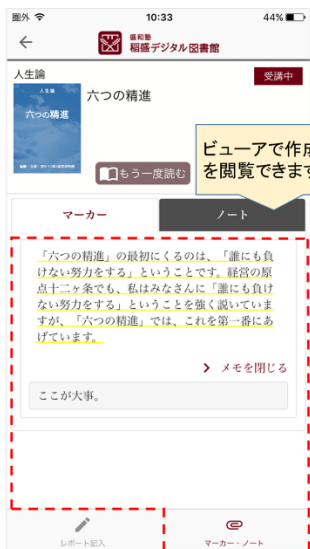 圏外 10:33 44%
盛和塾
稲盛デジタル図書館
人生論
受講中
人生論
六つの精進
六つの精進
もう一度読む
ビューアで作成
を閲覧できます
マーカー ノート
「六つの精進」の最初にくるのは、「誰にも負
けない努力をする」ということです。経営の原
点十二ヶ条でも、私はみなさんに「誰にも負け
ない努力をする」ということを強く説いていま
すが、「六つの精進」では、これを第一番にあ
げています。
メモを閉じる
ここが大事。
レポート記入 マーカー・ノート